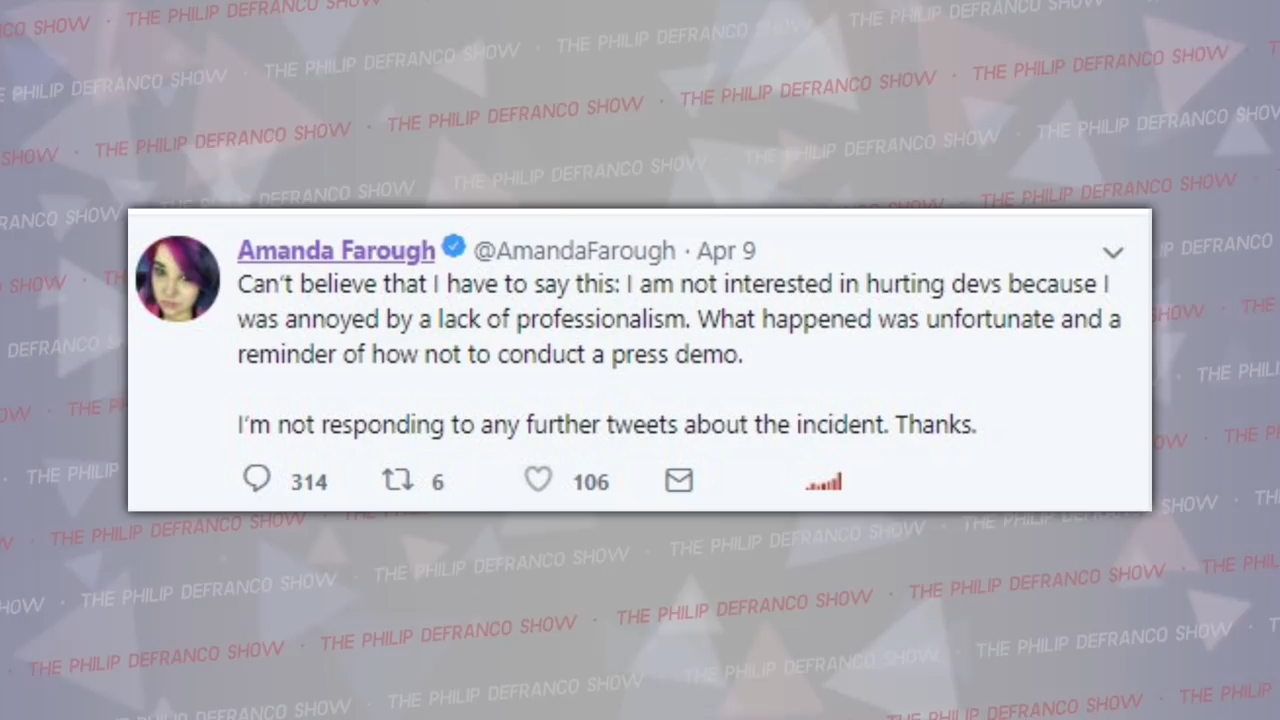 THE PHILIP DEFRANCO SHOW
Amanda Farough @AmandaFarough · Apr 9
Can't believe that I have to say this: I am not interested in hurting devs because I
was annoyed by a lack of professionalism. What happened was unfortunate and a
reminder of how not to conduct a press demo.
I'm not responding to any further tweets about the incident. Thanks.
314 6 106